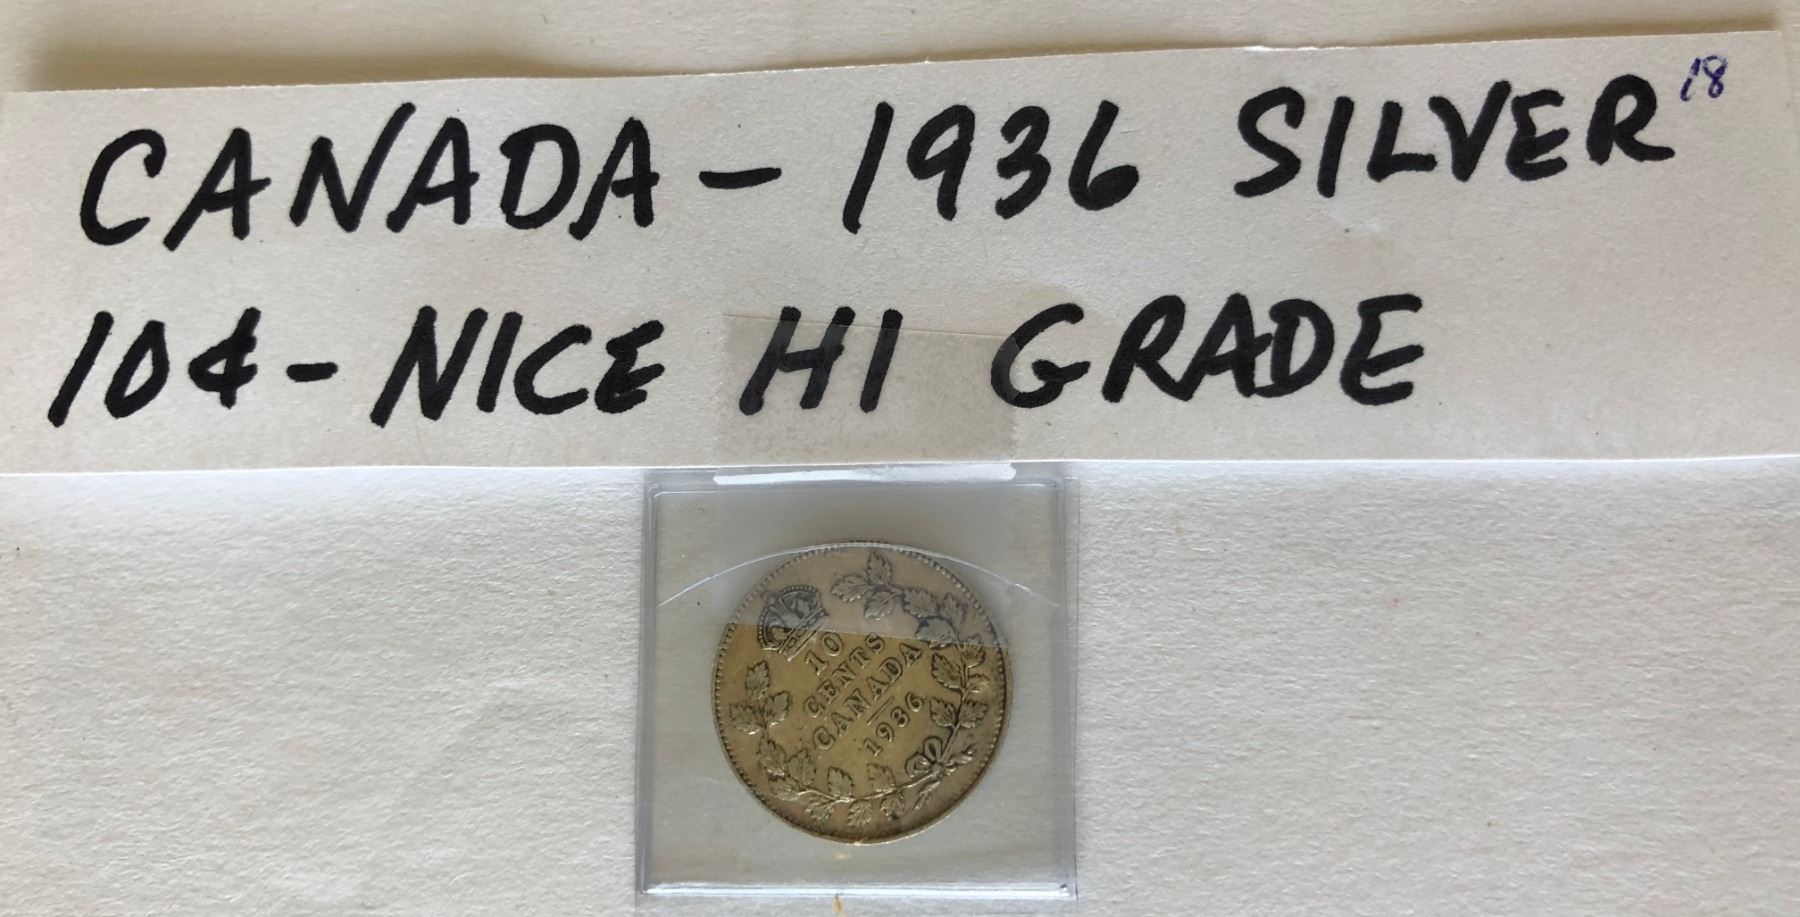 CANADA - 1936 SILVER 18
10¢ - NICE HI GRADE
10
CENTS
CANADA
1936